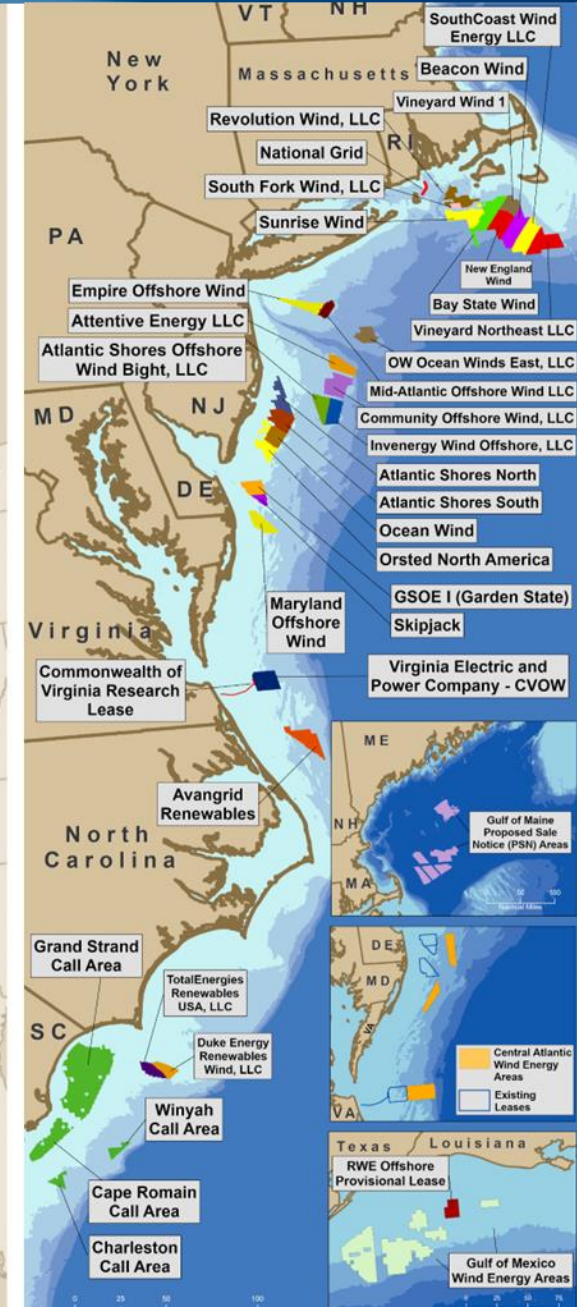 VT
NH
SouthCoast Wind
Energy LLC
New
York
Massachusetts
Beacon Wind
Vineyard Wind 1
Revolution Wind, LLC
RI
National Grid
South Fork Wind, LLC
Sunrise Wind
PA
New England
Wind
Bay State Wind
Vineyard Northeast LLC
Empire Offshore Wind
Attentive Energy LLC
Atlantic Shores Offshore
Wind Bight, LLC
OW Ocean Winds East, LLC
Mid-Atlantic Offshore Wind LLC
Community Offshore Wind, LLC
Invenergy Wind Offshore, LLC
NJ
MD
DE
Atlantic Shores North
Atlantic Shores South
Ocean Wind
Orsted North America
GSOE I (Garden State)
Skipjack
Maryland
Offshore
Wind
Virginia
Commonwealth of
Virginia Research
Lease
Virginia Electric and
Power Company - CVOW
Avangrid
Renewables
North
Carolina
ME
NH
MA
Gulf of Maine
Proposed Sale
Notice (PSN) Areas
0 50 100
Nautical Miles
Grand Strand
Call Area
TotalEnergies
Renewables
USA, LLC
Duke Energy
Renewables
Wind, LLC
SC
Winyah
Call Area
Cape Romain
Call Area
Charleston
Call Area
DE
MD
VA
VA
Central Atlantic
Wind Energy
Areas
Existing
Leases
Texas
Louisiana
RWE Offshore
Provisional Lease
Gulf of Mexico
Wind Energy Areas
0 100
0 25 50 75